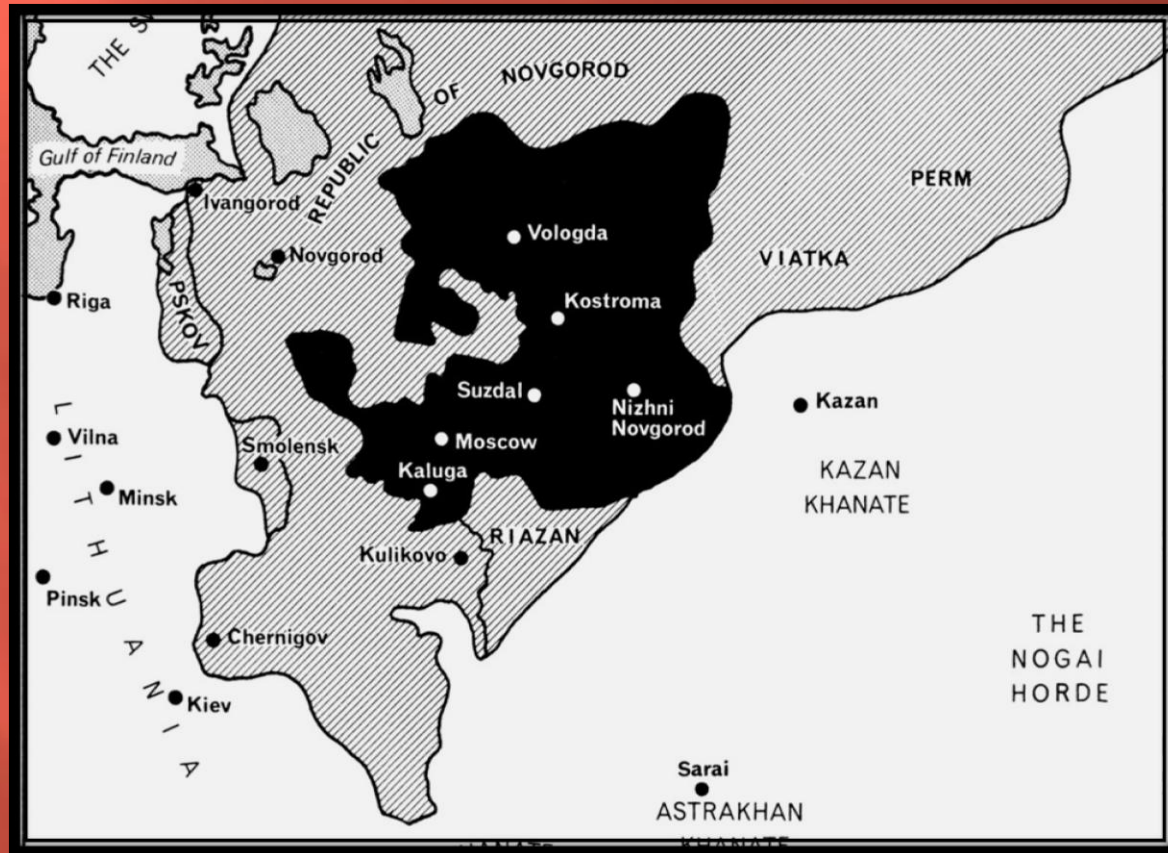 THE
Gulf of Finland
REPUBLIC OF NOVGOROD
PERM
Ivangorod
Vologda
Novgorod
VIATKA
PSKOV
Riga
Kostroma
Suzdal
Nizhni
Novgorod
Kazan
LITHUANIA
Vilna
Smolensk
Moscow
Kaluga
KAZAN
KHANATE
Minsk
RIAZAN
Kulikovo
Pinsk
THE
NOGAI
HORDE
Chernigov
Kiev
Sarai
ASTRAKHAN
KHANATE